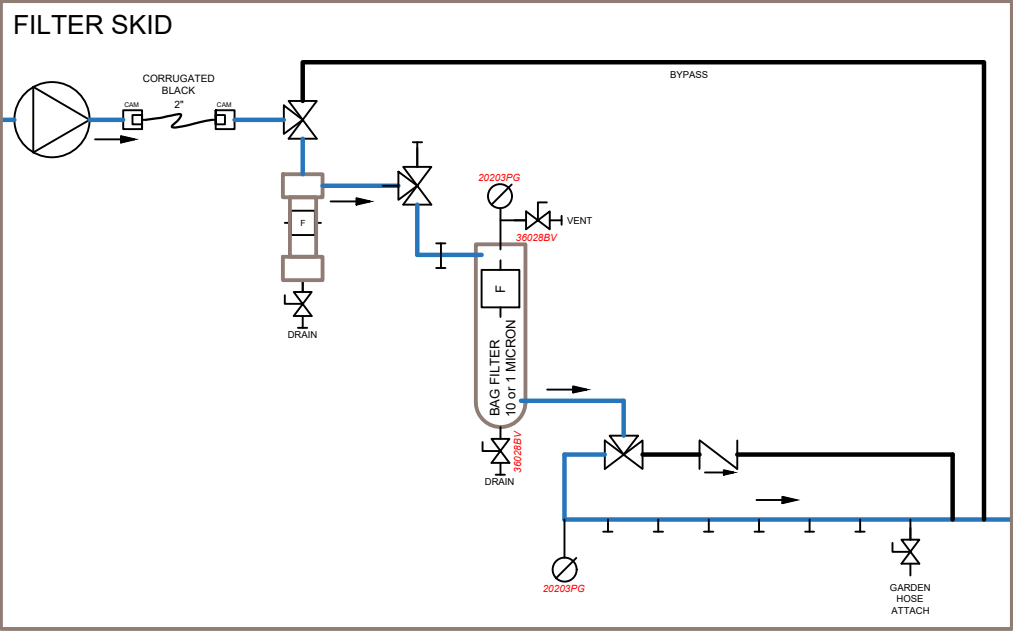 FILTER SKID
BYPASS
CORRUGATED
BLACK
2"
CAM
CAM
20203PG
VENT
36028BV
F
F
BAG FILTER
10 or 1 MICRON
DRAIN
36028BV
DRAIN
20203PG
GARDEN
HOSE
ATTACH